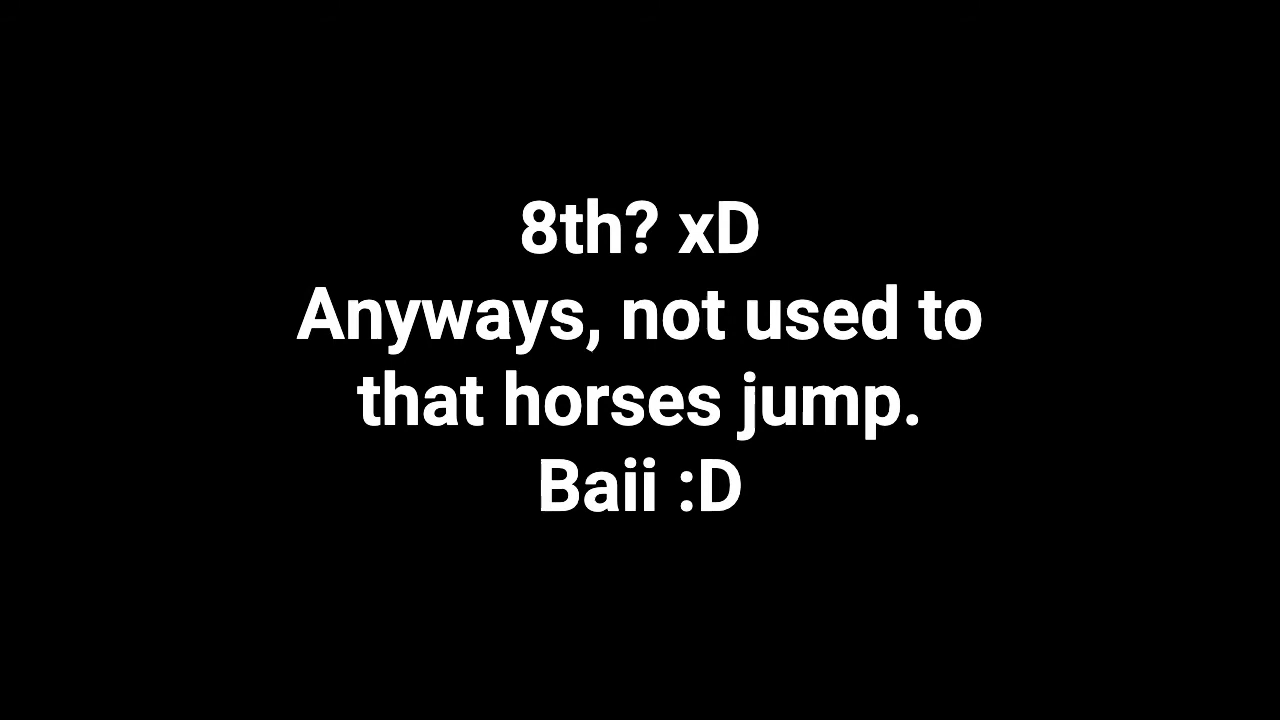 8th? xD
Anyways, not used to
that horses jump.
Baii :D